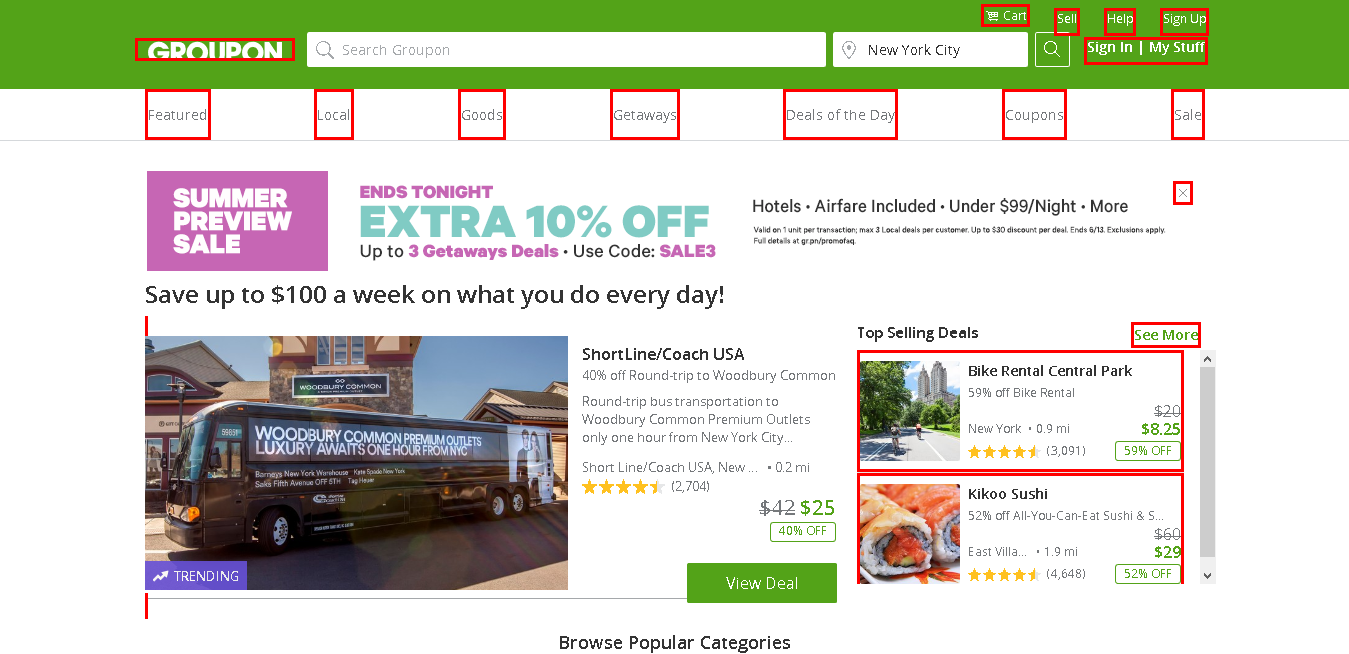 Cart
Sell
Help
Sign Up
GROUPON
Search Groupon
New York City
Sign In | My Stuff
Featured
Local
Goods
Getaways
Deals of the Day
Coupons
Sale
SUMMER
PREVIEW
SALE
ENDS TONIGHT
EXTRA 10% OFF
Up to 3 Getaways Deals • Use Code: SALE3
Hotels • Airfare Included • Under $99/Night • More
Valid on 1 unit per transaction; max 3 Local deals per customer. Up to $30 discount per deal. Ends 6/13. Exclusions apply.
Full details at gr.pn/promofaq.
Save up to $100 a week on what you do every day!
WOODBURY COMMON
59851
WOODBURY COMMON PREMIUM OUTLETS
LUXURY AWAITS ONE HOUR FROM NYC
Barneys New York Warehouse Kate Spade New York
Saks Fifth Avenue OFF 5TH Tag Heuer
TRENDING
ShortLine/Coach USA
40% off Round-trip to Woodbury Common
Round-trip bus transportation to
Woodbury Common Premium Outlets
only one hour from New York City...
Short Line/Coach USA, New ... • 0.2 mi
(2,704)
$42 $25
40% OFF
View Deal
Top Selling Deals
See More
Bike Rental Central Park
59% off Bike Rental
$20
New York • 0.9 mi
$8.25
(3,091)
59% OFF
Kikoo Sushi
52% off All-You-Can-Eat Sushi & S...
$60
East Villa... • 1.9 mi
$29
(4,648)
52% OFF
Browse Popular Categories